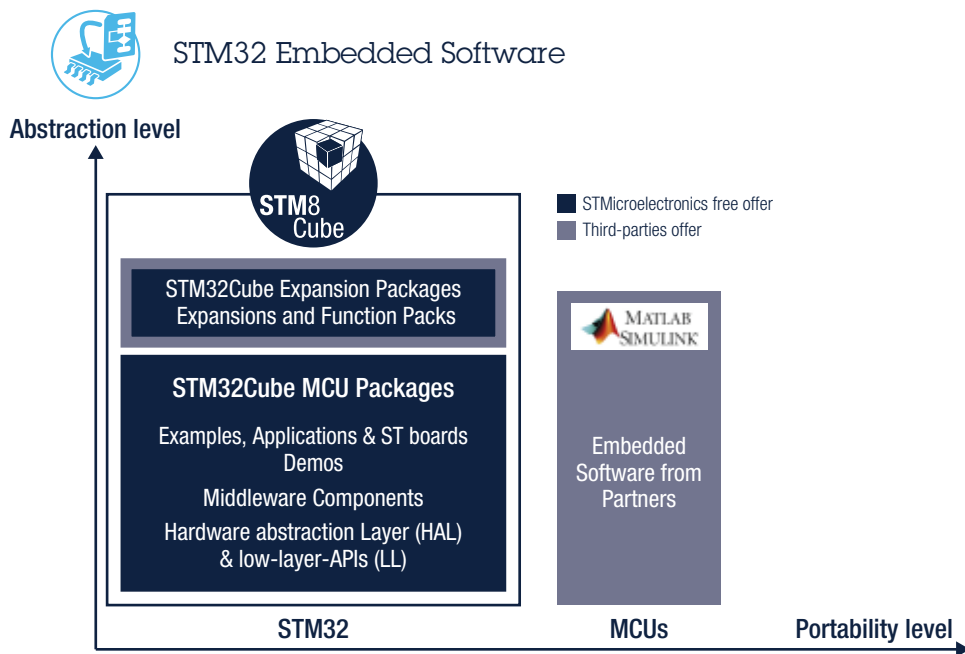 STM32 Embedded Software
Abstraction level
STM8
Cube
STMicroelectronics free offer
Third-parties offer
STM32Cube Expansion Packages
Expansions and Function Packs
MATLAB
SIMULINK
STM32Cube MCU Packages
Examples, Applications & ST boards
Demos
Middleware Components
Hardware abstraction Layer (HAL)
& low-layer-APIs (LL)
Embedded
Software from
Partners
STM32
MCUs
Portability level